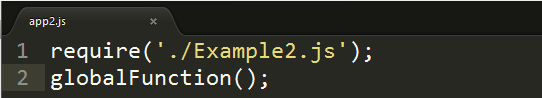 app2.js ×
1 require('./Example2.js');
2 globalFunction();